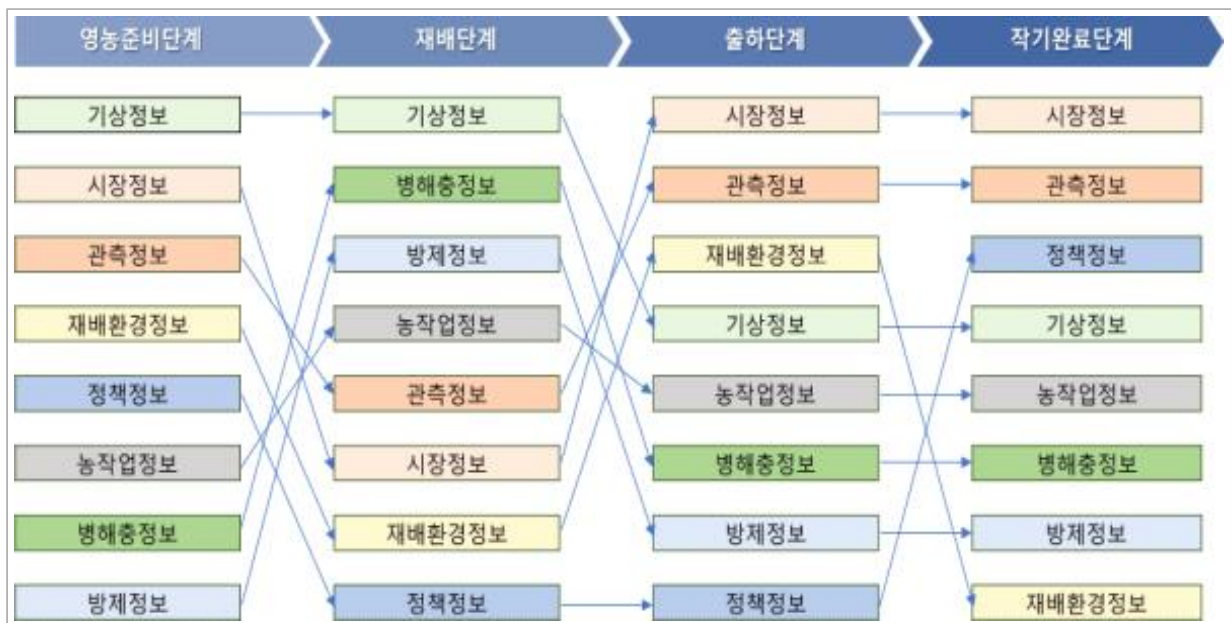 영농준비단계 재배단계 출하단계 작기완료단계
기상정보 기상정보 시장정보 시장정보
시장정보 병해충정보 관측정보 관측정보
관측정보 방제정보 재배환경정보 정책정보
재배환경정보 농작업정보 기상정보 기상정보
정책정보 관측정보 농작업정보 농작업정보
농작업정보 시장정보 병해충정보 병해충정보
병해충정보 재배환경정보 방제정보 방제정보
방제정보 정책정보 정책정보 재배환경정보